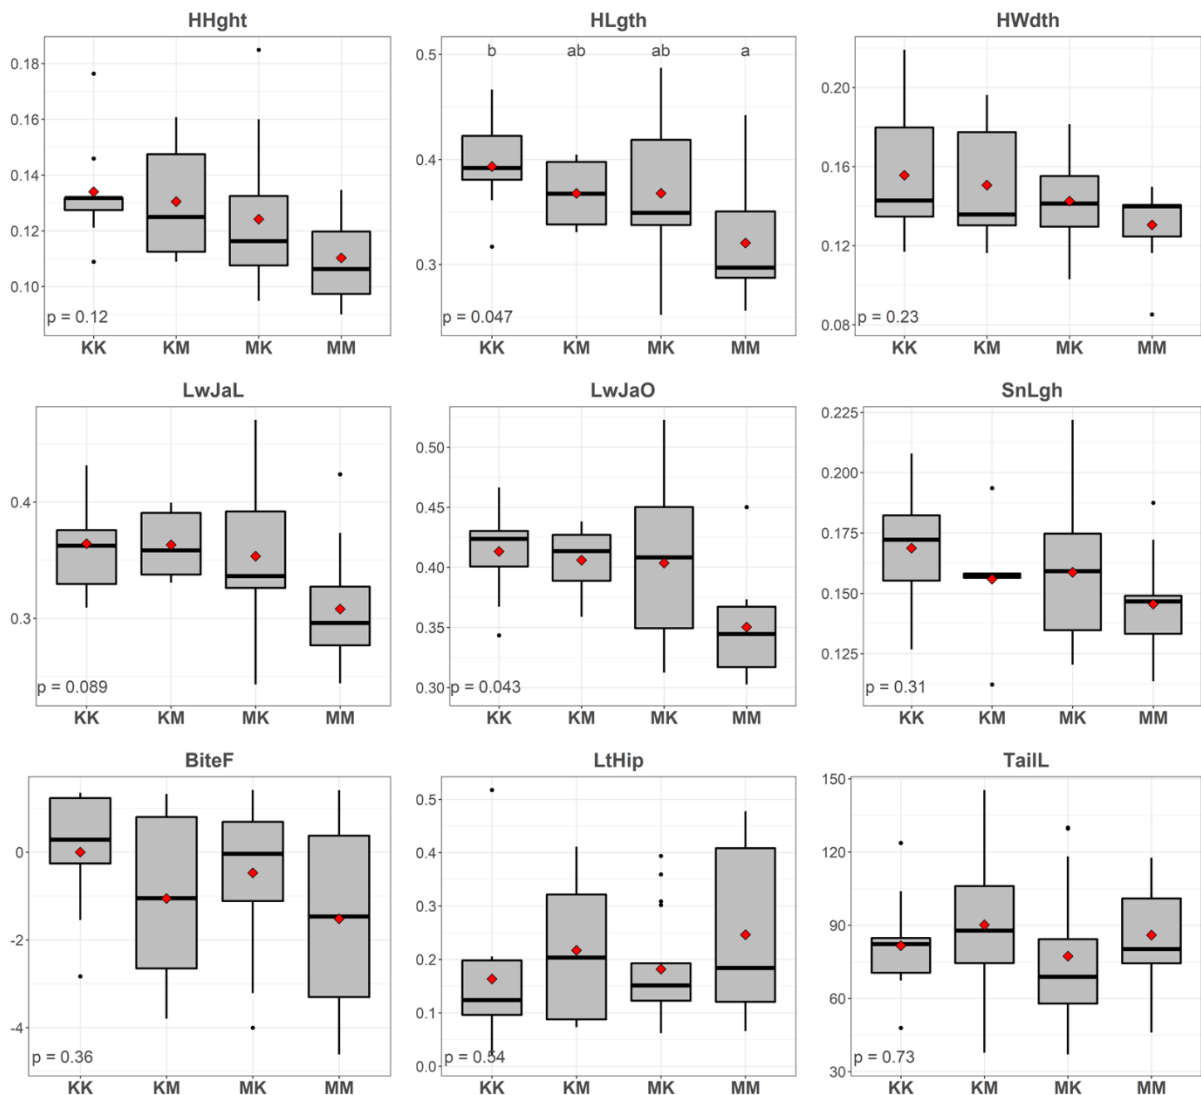 HHght
0.18
0.16
0.14
0.12
0.10
p = 0.12
KK KM MK MM
HLgth
b ab ab a
0.5
0.4
0.3
p = 0.047
KK KM MK MM
HWdth
0.20
0.16
0.12
0.08
p = 0.23
KK KM MK MM
LwJaL
0.4
0.3
p = 0.089
KK KM MK MM
LwJaO
0.50
0.45
0.40
0.35
0.30
p = 0.043
KK KM MK MM
SnLgh
0.225
0.200
0.175
0.150
0.125
p = 0.31
KK KM MK MM
BiteF
0
-2
-4
p = 0.36
KK KM MK MM
LtHip
0.5
0.4
0.3
0.2
0.1
0.0
p = 0.54
KK KM MK MM
TailL
150
120
90
60
30
p = 0.73
KK KM MK MM